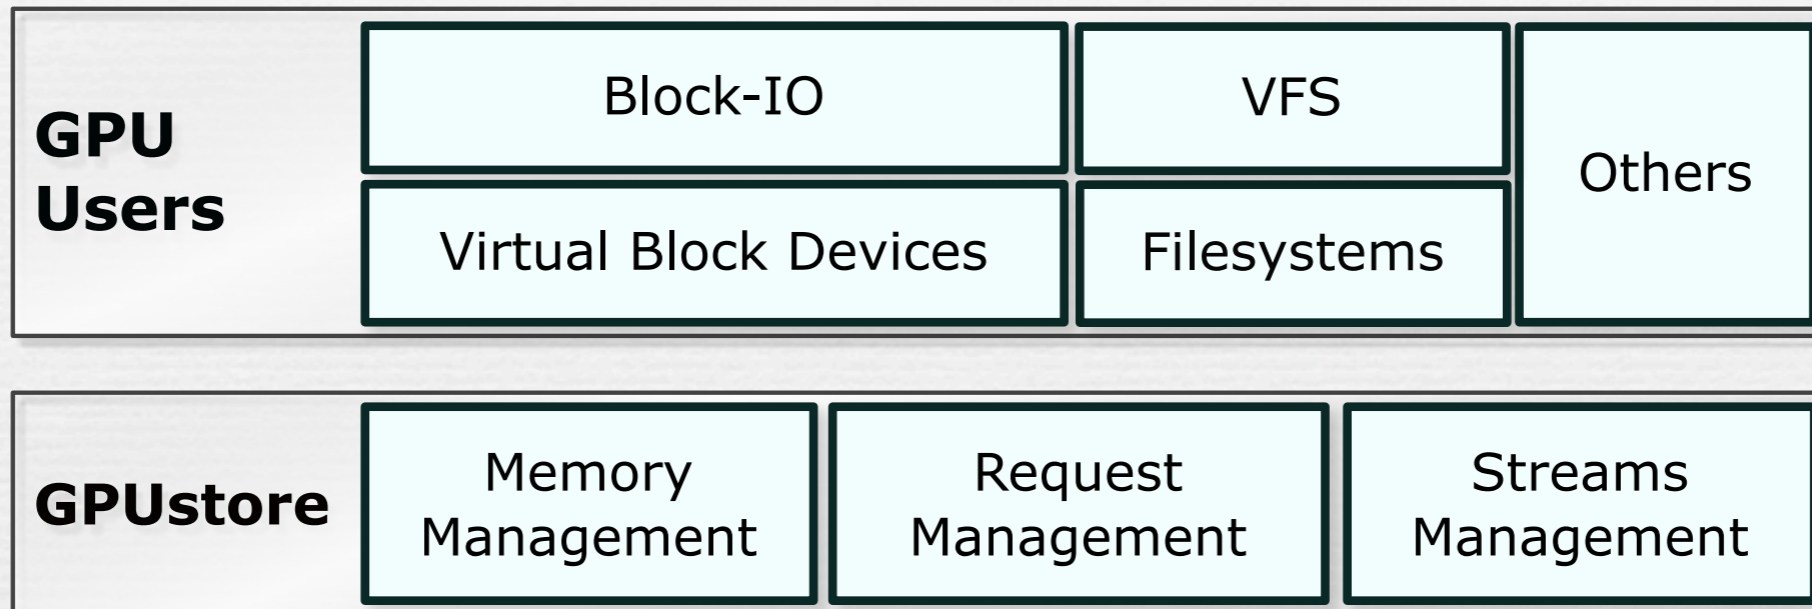 GPU
Users
Block-IO
VFS
Others
Virtual Block Devices
Filesystems
GPUstore
Memory
Management
Request
Management
Streams
Management